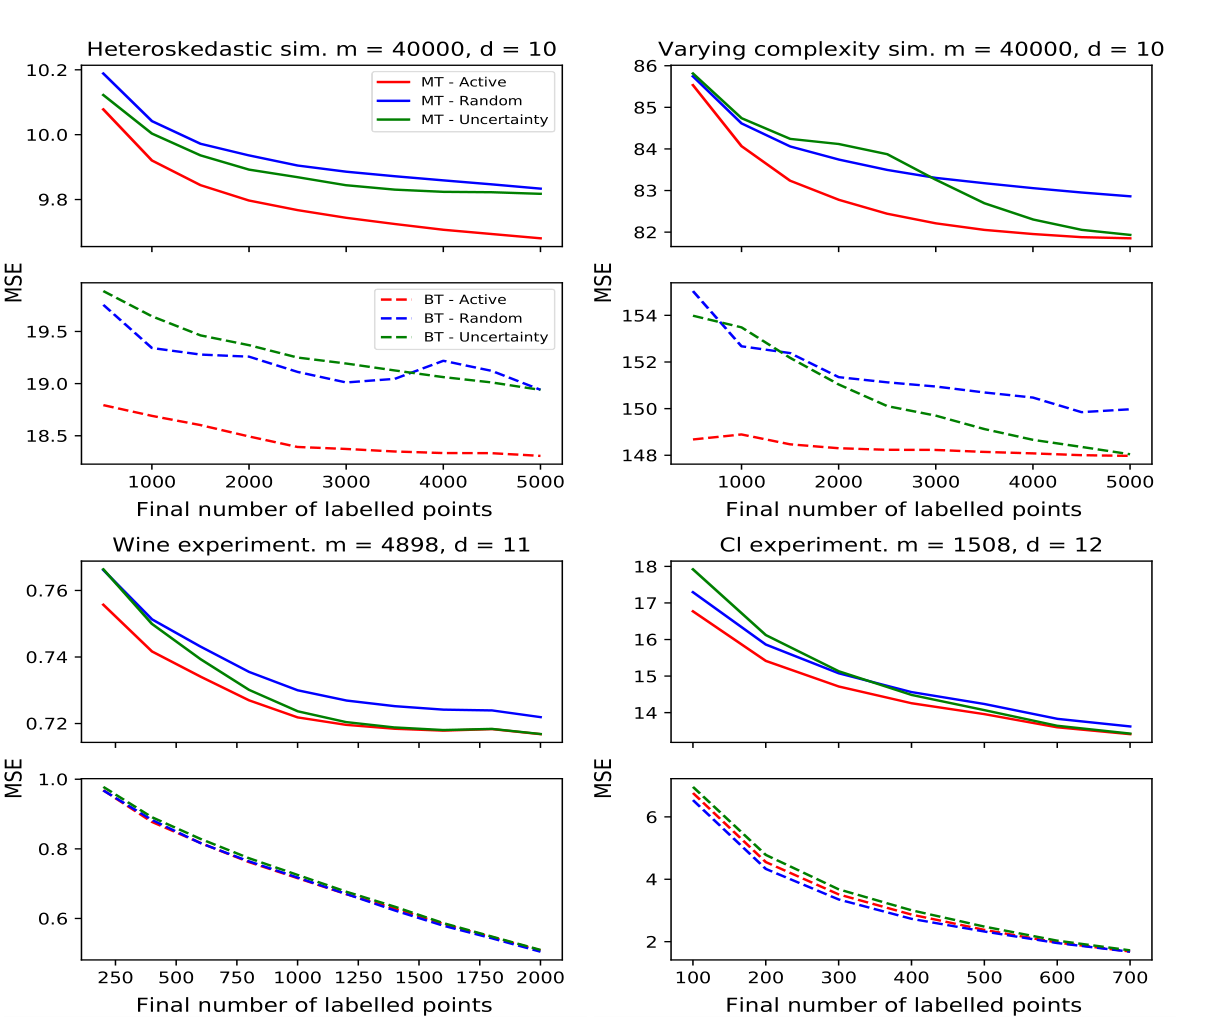 Heteroskedastic sim. m = 40000, d = 10
10.2
10.0
9.8
MT - Active
MT - Random
MT - Uncertainty
MSE
19.5
19.0
18.5
BT - Active
BT - Random
BT - Uncertainty
1000 2000 3000 4000 5000
Final number of labelled points
Varying complexity sim. m = 40000, d = 10
86
85
84
83
82
MSE
154
152
150
148
1000 2000 3000 4000 5000
Final number of labelled points
Wine experiment. m = 4898, d = 11
0.76
0.74
0.72
MSE
1.0
0.8
0.6
250 500 750 1000 1250 1500 1750 2000
Final number of labelled points
Cl experiment. m = 1508, d = 12
18
17
16
15
14
MSE
6
4
2
100 200 300 400 500 600 700
Final number of labelled points